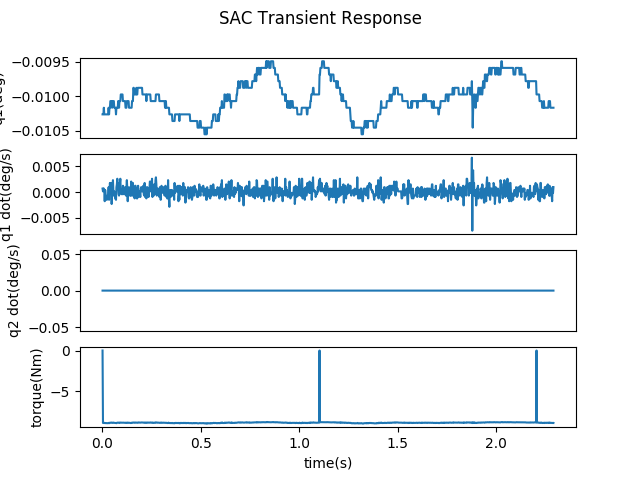 SAC Transient Response
−0.0095
−0.0100
−0.0105
q1(deg)
0.005
0.000
−0.005
q1 dot(deg/s)
0.05
0.00
−0.05
q2 dot(deg/s)
0
−5
torque(Nm)
0.0 0.5 1.0 1.5 2.0
time(s)